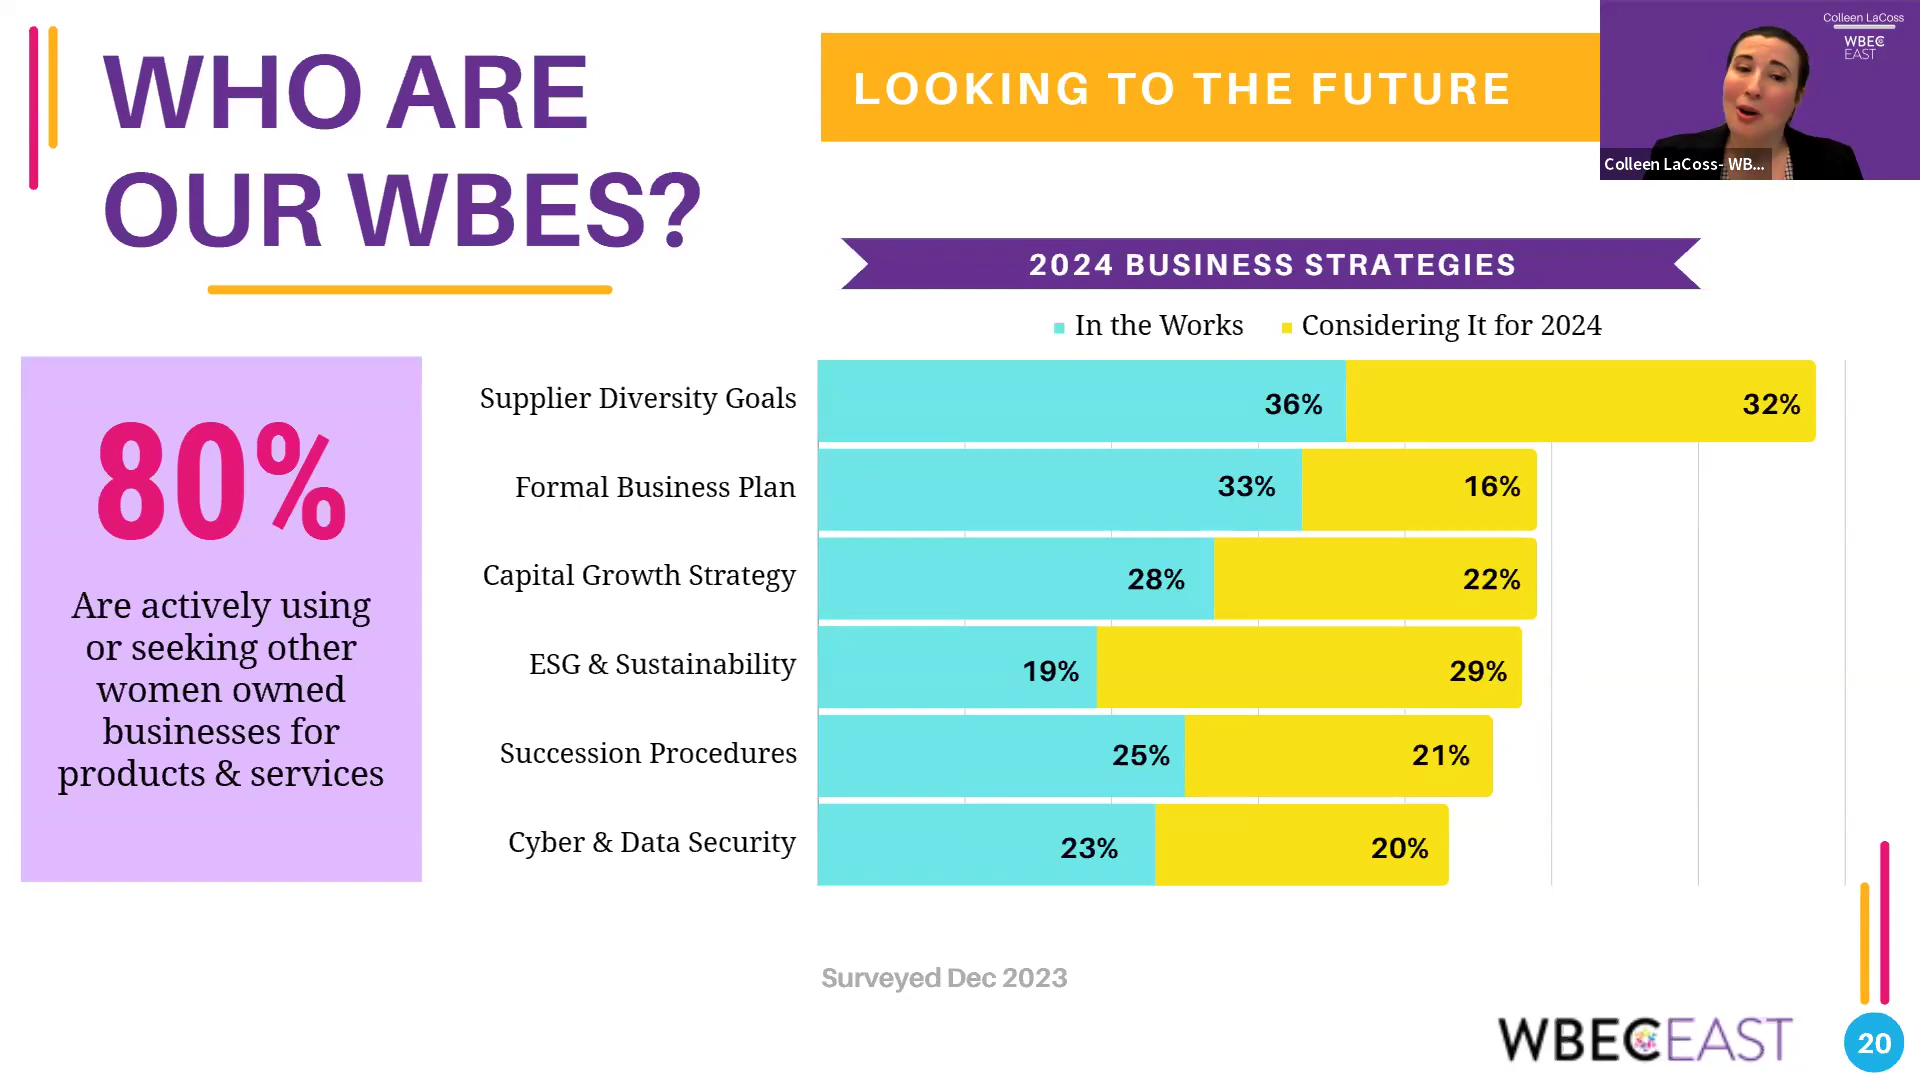 WHO ARE
OUR WBES?
LOOKING TO THE FUTURE
Colleen LaCoss
WBEC
EAST
Colleen LaCoss- WB...
80%
Are actively using
or seeking other
women owned
businesses for
products & services
2024 BUSINESS STRATEGIES
In the Works
Considering It for 2024
Supplier Diversity Goals 36% 32%
Formal Business Plan 33% 16%
Capital Growth Strategy 28% 22%
ESG & Sustainability 19% 29%
Succession Procedures 25% 21%
Cyber & Data Security 23% 20%
Surveyed Dec 2023
WBECEAST
20